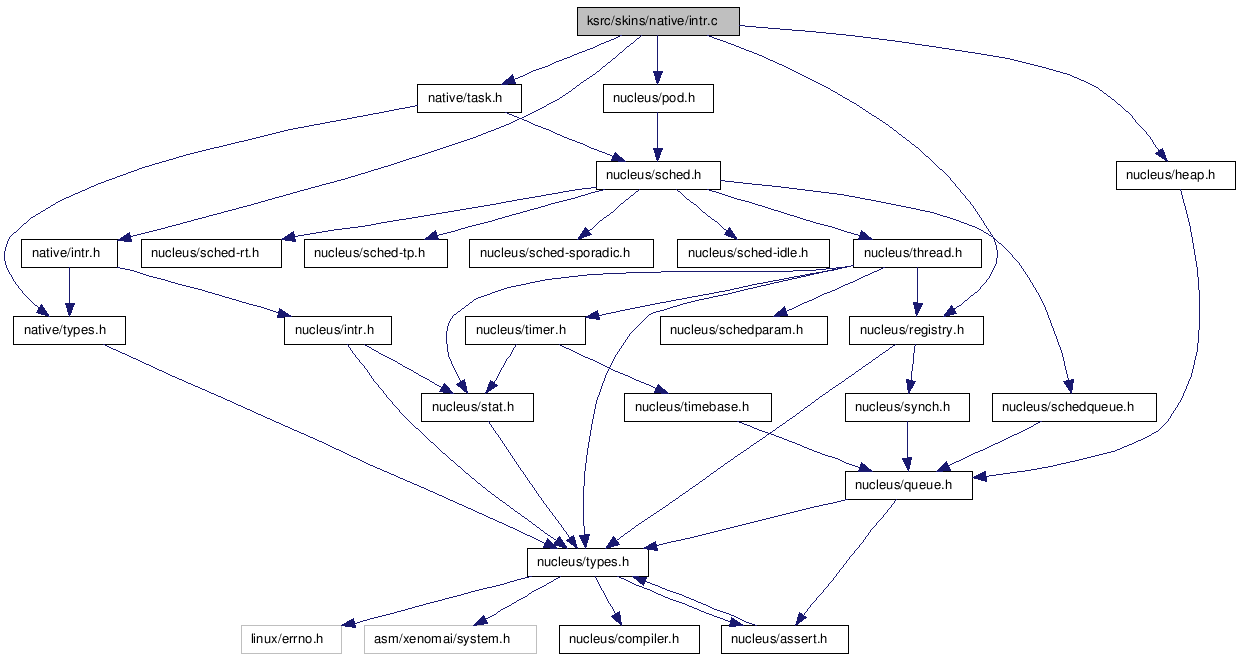 ksrc/skins/native/intr.c
native/task.h
nucleus/pod.h
nucleus/sched.h
nucleus/heap.h
native/intr.h
nucleus/sched-rt.h
nucleus/sched-tp.h
nucleus/sched-sporadic.h
nucleus/sched-idle.h
nucleus/thread.h
native/types.h
nucleus/intr.h
nucleus/timer.h
nucleus/schedparam.h
nucleus/registry.h
nucleus/stat.h
nucleus/timebase.h
nucleus/synch.h
nucleus/schedqueue.h
nucleus/queue.h
nucleus/types.h
linux/errno.h
asm/xenomai/system.h
nucleus/compiler.h
nucleus/assert.h